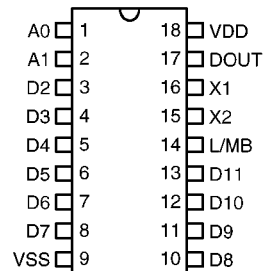 A0 1 18 VDD
A1 2 17 DOUT
D2 3 16 X1
D3 4 15 X2
D4 5 14 L/MB
D5 6 13 D11
D6 7 12 D10
D7 8 11 D9
VSS 9 10 D8